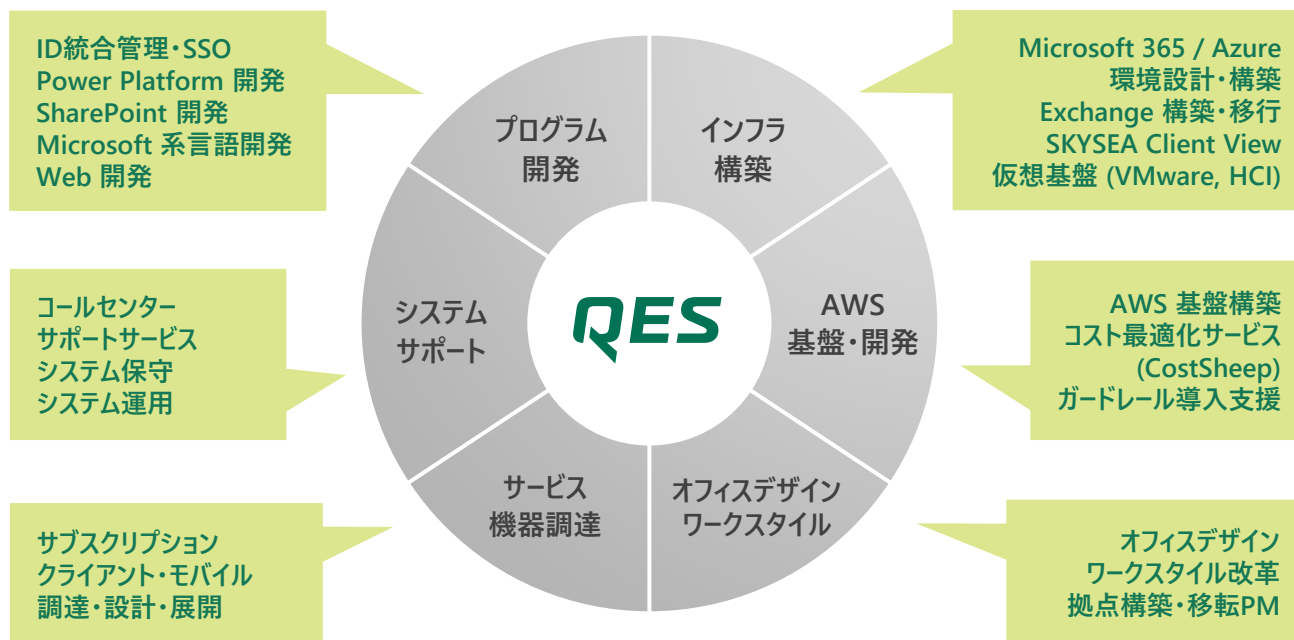 ID統合管理・SSO
Power Platform 開発
SharePoint 開発
Microsoft 系言語開発
Web 開発
プログラム
開発
インフラ
構築
Microsoft 365 / Azure
環境設計・構築
Exchange 構築・移行
SKYSEA Client View
仮想基盤 (VMware, HCI)
コールセンター
サポートサービス
システム保守
システム運用
システム
サポート
QES
AWS
基盤・開発
AWS 基盤構築
コスト最適化サービス
(CostSheep)
ガードレール導入支援
サブスクリプション
クライアント・モバイル
調達・設計・展開
サービス
機器調達
オフィスデザイン
ワークスタイル
オフィスデザイン
ワークスタイル改革
拠点構築・移転PM